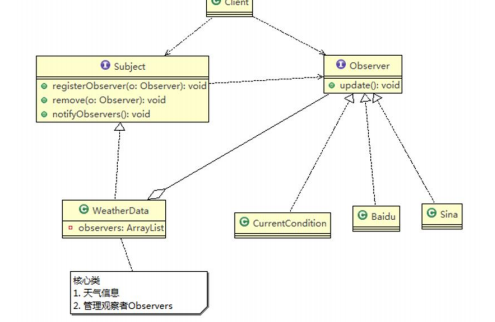 Client
Subject
registerObserver(o: Observer): void
remove(o: Observer): void
notifyObservers(): void
Observer
update(): void
WeatherData
observers: ArrayList
CurrentCondition
Baidu
Sina
核心类
1. 天气信息
2. 管理观察者Observers